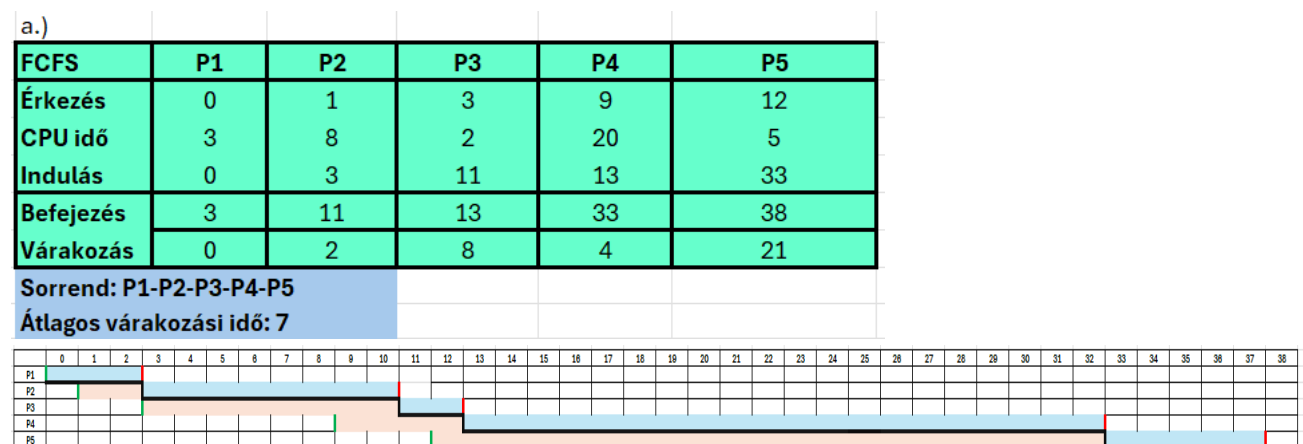 a.)
FCFS P1 P2 P3 P4 P5
Érkezés 0 1 3 9 12
CPU idő 3 8 2 20 5
Indulás 0 3 11 13 33
Befejezés 3 11 13 33 38
Várakozás 0 2 8 4 21
Sorrend: P1-P2-P3-P4-P5
Átlagos várakozási idő: 7
0 1 2 3 4 5 6 7 8 9 10 11 12 13 14 15 16 17 18 19 20 21 22 23 24 25 26 27 28 29 30 31 32 33 34 35 36 37 38
P1
P2
P3
P4
P5